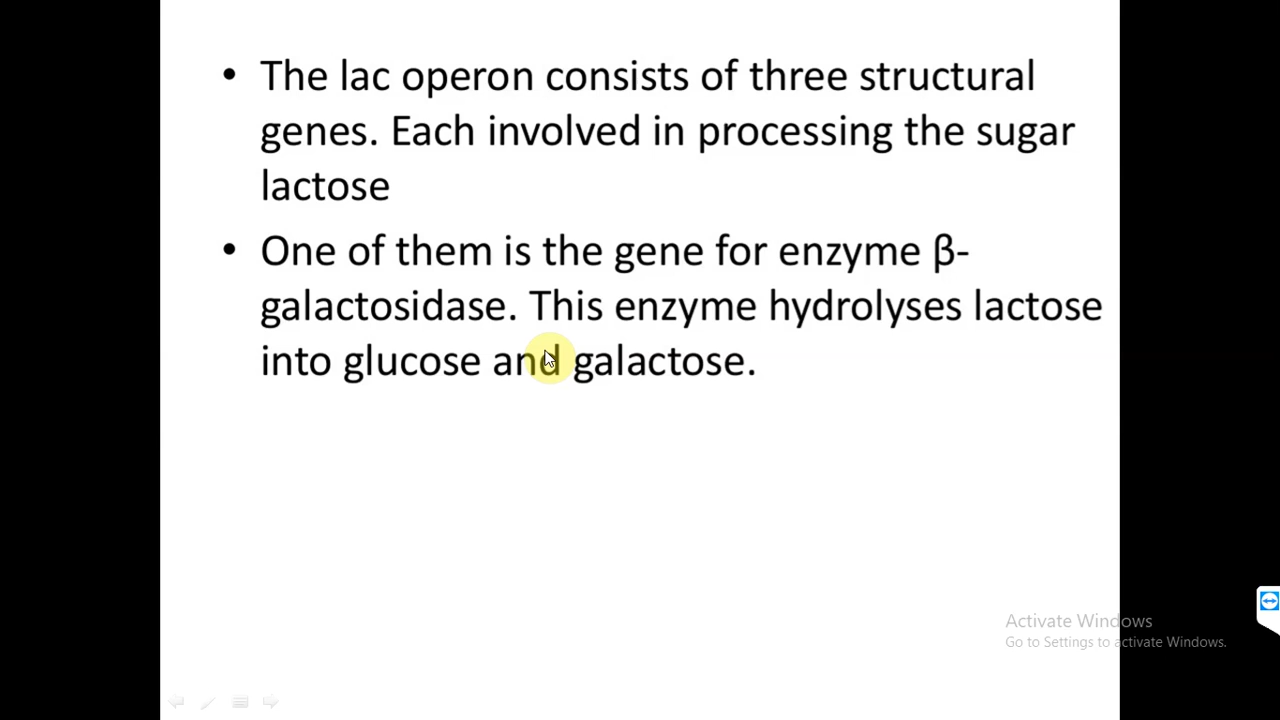 • The lac operon consists of three structural
genes. Each involved in processing the sugar
lactose
• One of them is the gene for enzyme β-
galactosidase. This enzyme hydrolyses lactose
into glucose and galactose.
Activate Windows
Go to Settings to activate Windows.